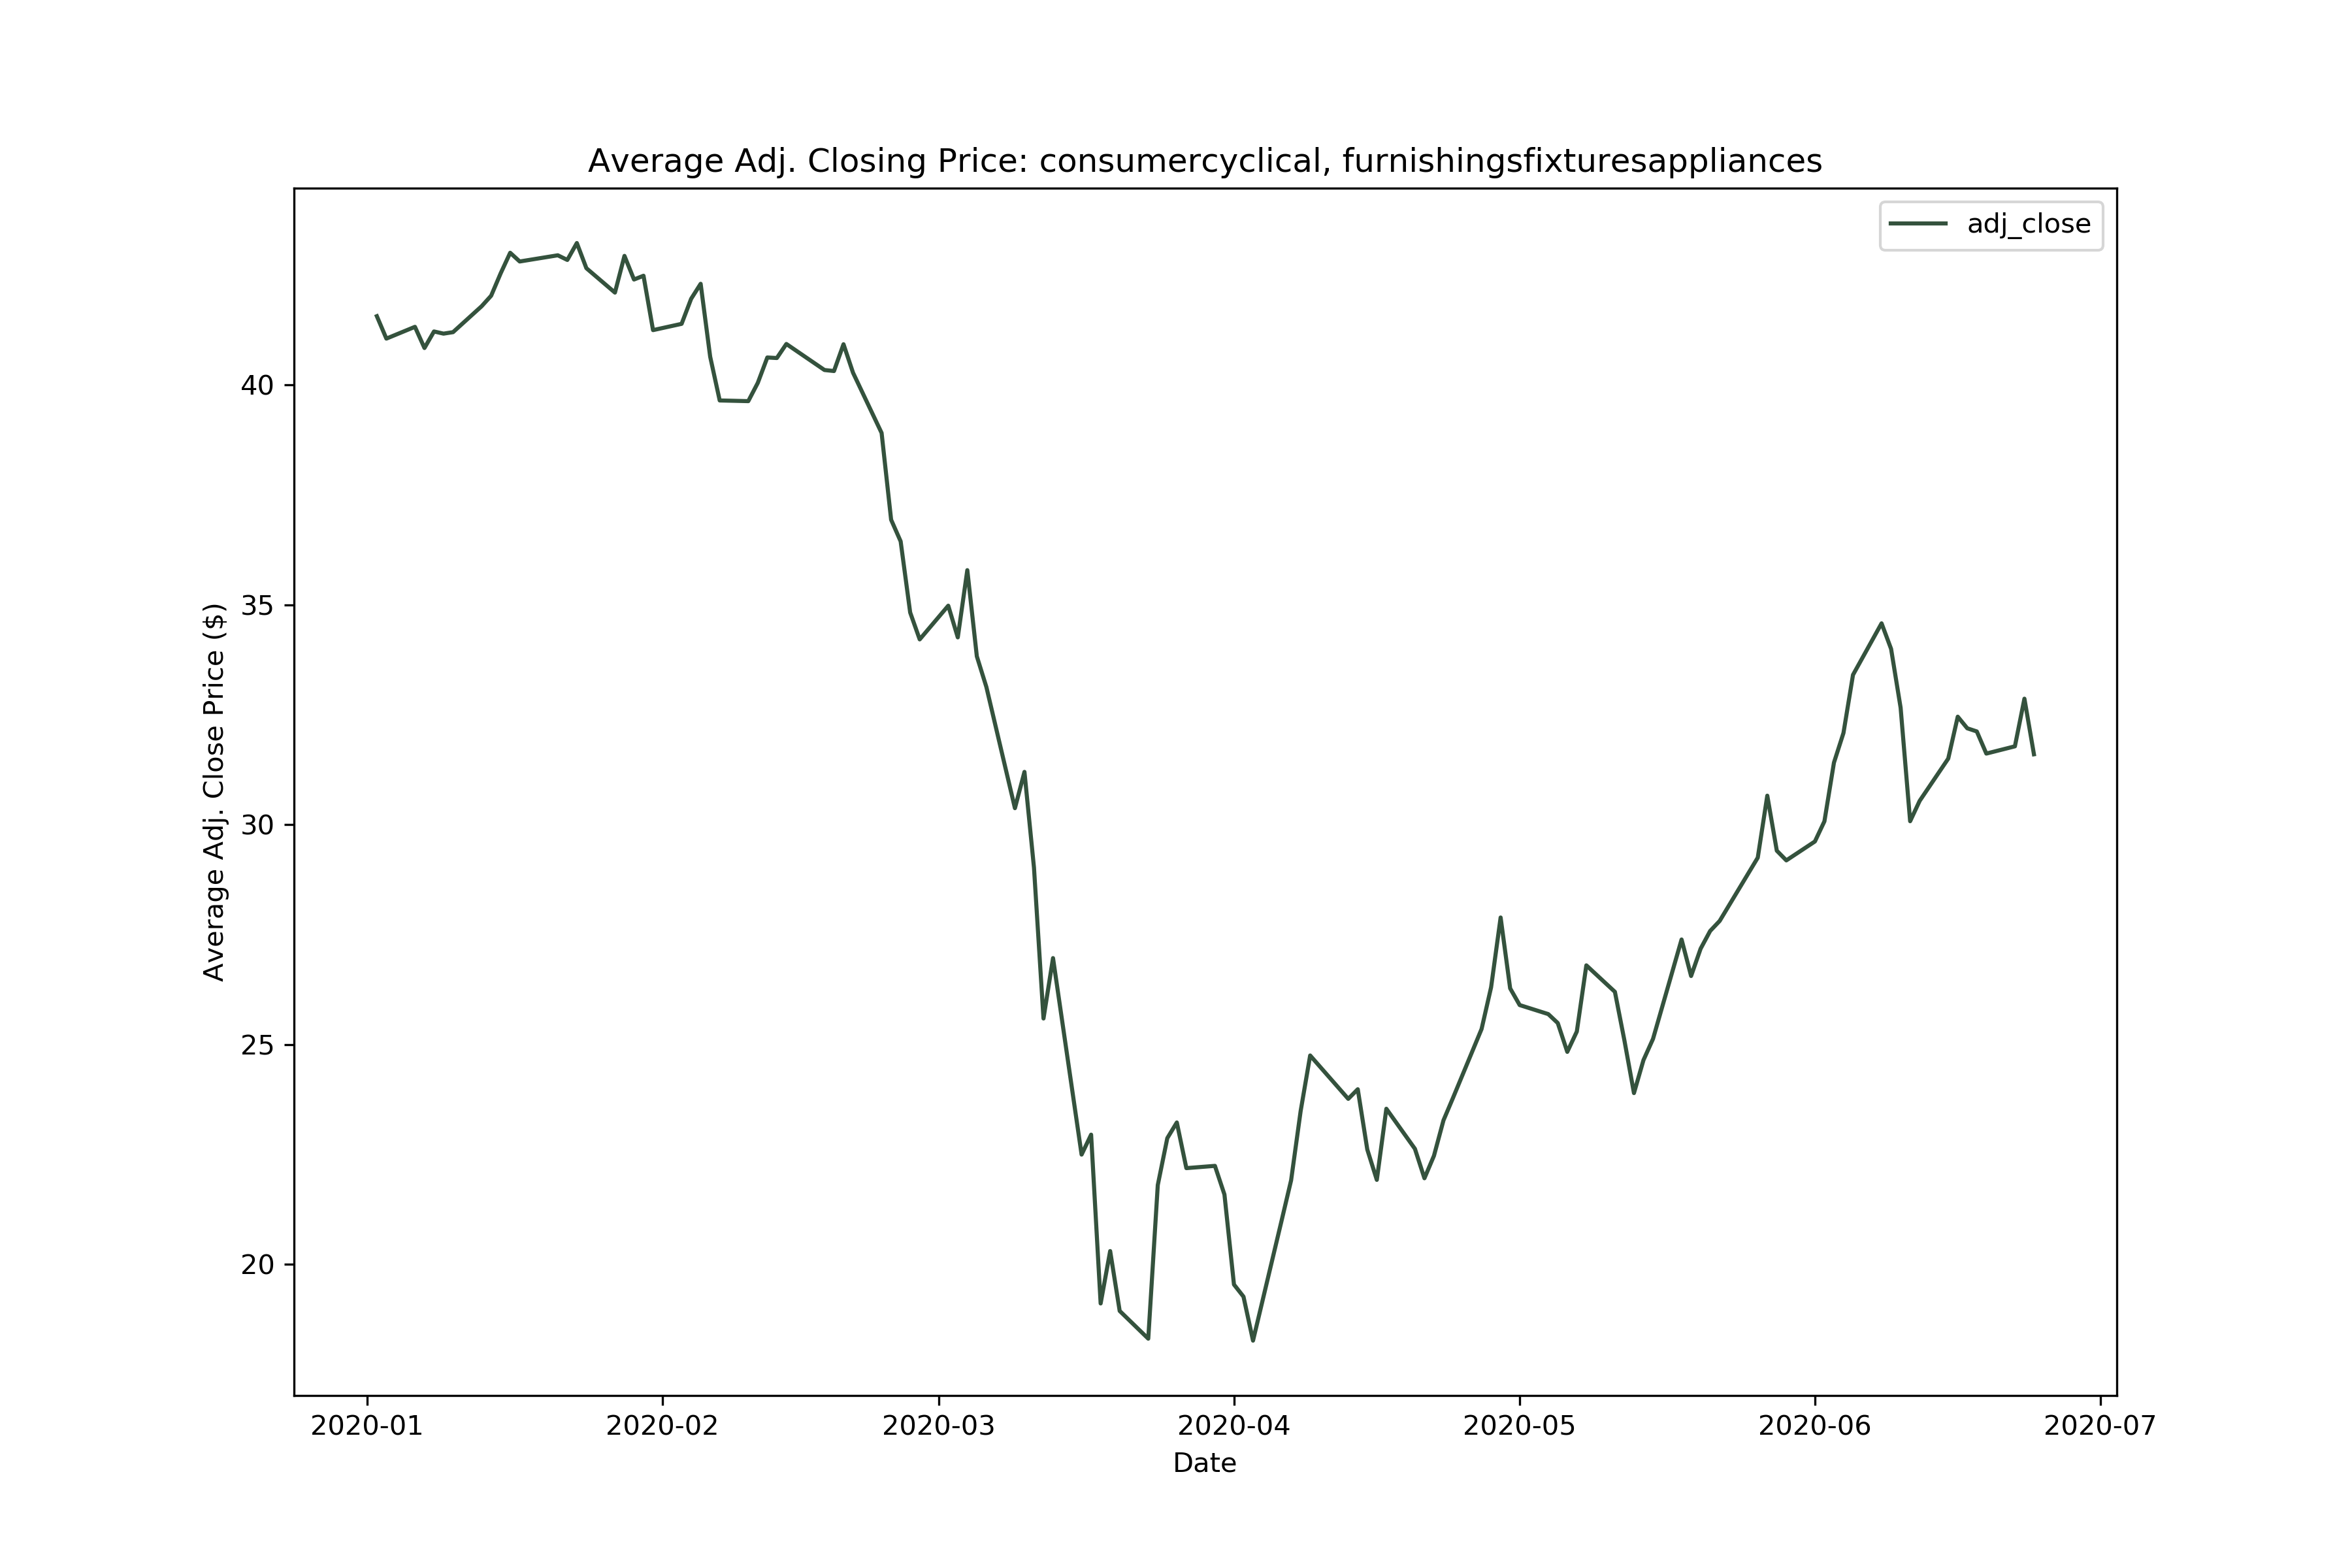 Average Adj. Closing Price: consumercyclical, furnishingsfixturesappliances
adj_close
Average Adj. Close Price ($)
40
35
30
25
20
2020-01 2020-02 2020-03 2020-04 2020-05 2020-06 2020-07
Date